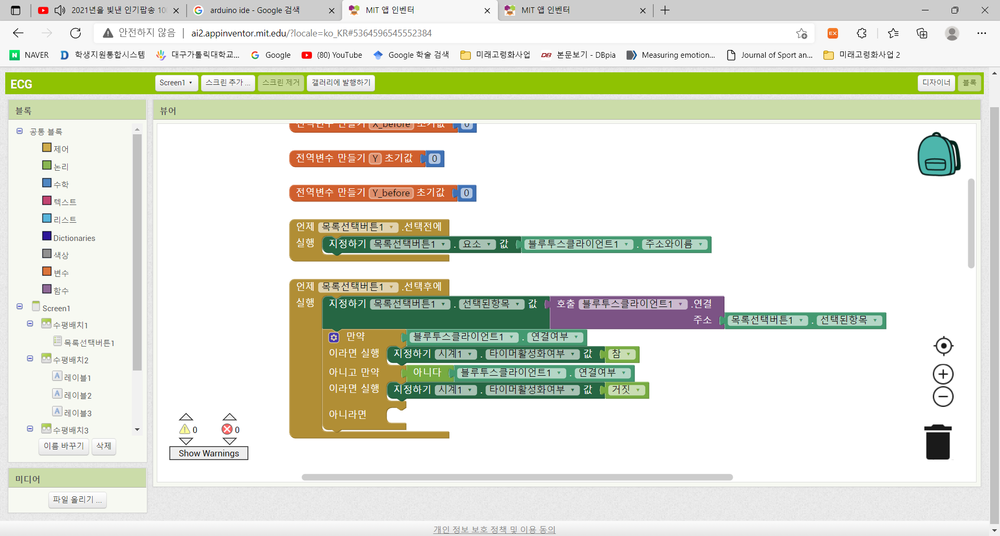 2021년을 빛낸 인기팝송 10
arduino ide - Google 검색
MIT 앱 인벤터
MIT 앱 인벤터
안전하지 않음
ai2.appinventor.mit.edu/?locale=ko_KR#5364596545552384
EX
NAVER
학생지원통합시스템
대구가톨릭대학교...
Google
(80) YouTube
Google 학술 검색
미래고령화사업
본문보기 - DBpia
Measuring emotion...
Journal of Sport an...
미래고령화사업 2
ECG
Screen1
스크린 추가 ...
스크린 제거
갤러리에 발행하기
디자이너
블록
블록
공통 블록
제어
논리
수학
텍스트
리스트
Dictionaries
색상
변수
함수
Screen1
수평배치1
목록선택버튼1
수평배치2
레이블1
레이블2
레이블3
수평배치3
이름 바꾸기
삭제
미디어
파일 올리기 ...
뷰어
전역변수 만들기 X_before 초기값 0
전역변수 만들기 Y 초기값 0
전역변수 만들기 Y_before 초기값 0
언제 목록선택버튼1 .선택전에
실행 지정하기 목록선택버튼1 . 요소 값 블루투스클라이언트1 . 주소와이름
언제 목록선택버튼1 .선택후에
실행 지정하기 목록선택버튼1 . 선택된항목 값 호출 블루투스클라이언트1 .연결
주소 목록선택버튼1 . 선택된항목
만약 블루투스클라이언트1 . 연결여부
이라면 실행 지정하기 시계1 . 타이머활성화여부 값 참
아니고 만약 아니다 블루투스클라이언트1 . 연결여부
이라면 실행 지정하기 시계1 . 타이머활성화여부 값 거짓
아니라면
0
0
Show Warnings
개인 정보 보호 정책 및 이용 동의